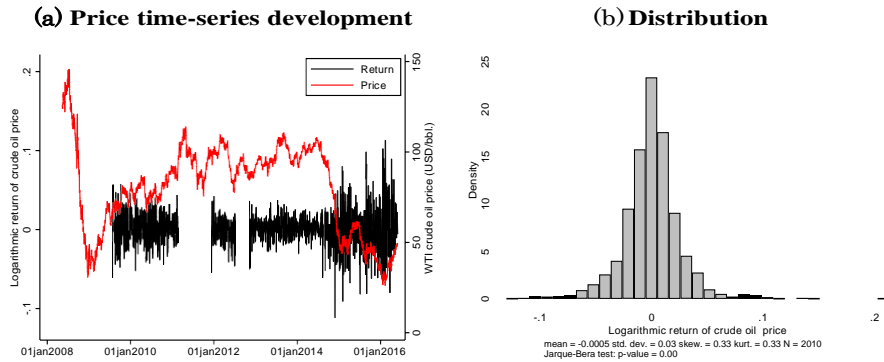 (a) Price time-series development
Logarithmic return of crude oil price
.2
.1
0
-.1
Return
Price
150
100
50
0
WTI crude oil price (USD/bbl.)
01jan2008 01jan2010 01jan2012 01jan2014 01jan2016
(b) Distribution
Density
25
20
15
10
5
0
-.1 0 .1 .2
Logarithmic return of crude oil price
mean = -0.0005 std. dev. = 0.03 skew. = 0.33 kurt. = 0.33 N = 2010
Jarque-Bera test: p-value = 0.00